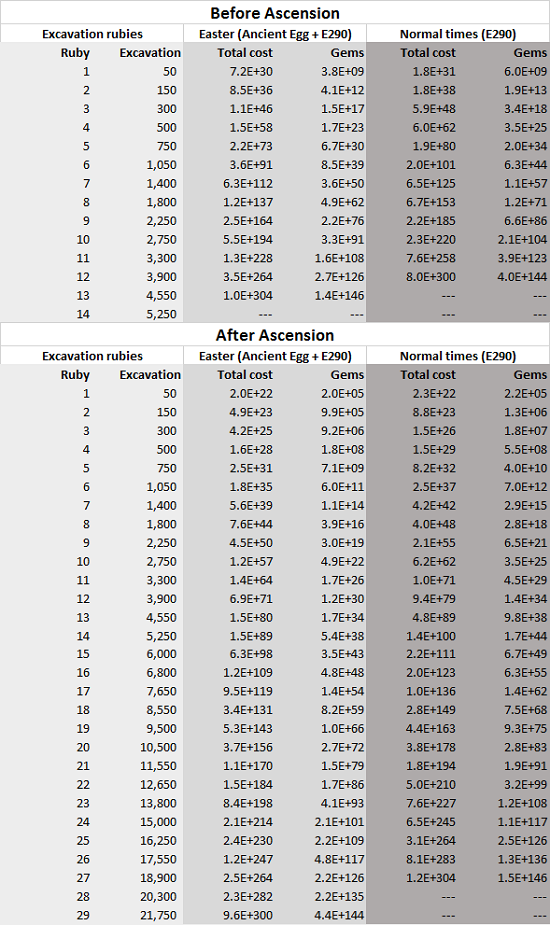 Before Ascension
Excavation rubies Easter (Ancient Egg + E290) Normal times (E290)
Ruby Excavation Total cost Gems Total cost Gems
1 50 7.2E+30 3.8E+09 1.8E+31 6.0E+09
2 150 8.5E+36 4.1E+12 1.8E+38 1.9E+13
3 300 1.1E+46 1.5E+17 5.9E+48 3.4E+18
4 500 1.5E+58 1.7E+23 6.0E+62 3.5E+25
5 750 2.2E+73 6.7E+30 1.9E+80 2.0E+34
6 1,050 3.6E+91 8.5E+39 2.0E+101 6.3E+44
7 1,400 6.3E+112 3.6E+50 6.5E+125 1.1E+57
8 1,800 1.2E+137 4.9E+62 6.7E+153 1.2E+71
9 2,250 2.5E+164 2.2E+76 2.2E+185 6.6E+86
10 2,750 5.5E+194 3.3E+91 2.3E+220 2.1E+104
11 3,300 1.3E+228 1.6E+108 7.6E+258 3.9E+123
12 3,900 3.5E+264 2.7E+126 8.0E+300 4.0E+144
13 4,550 1.0E+304 1.4E+146 --- ---
14 5,250 --- --- --- ---
After Ascension
Excavation rubies Easter (Ancient Egg + E290) Normal times (E290)
Ruby Excavation Total cost Gems Total cost Gems
1 50 2.0E+22 2.0E+05 2.3E+22 2.2E+05
2 150 4.9E+23 9.9E+05 8.8E+23 1.3E+06
3 300 4.2E+25 9.2E+06 1.5E+26 1.8E+07
4 500 1.6E+28 1.8E+08 1.5E+29 5.5E+08
5 750 2.5E+31 7.1E+09 8.2E+32 4.0E+10
6 1,050 1.8E+35 6.0E+11 2.5E+37 7.0E+12
7 1,400 5.6E+39 1.1E+14 4.2E+42 2.9E+15
8 1,800 7.6E+44 3.9E+16 4.0E+48 2.8E+18
9 2,250 4.5E+50 3.0E+19 2.1E+55 6.5E+21
10 2,750 1.2E+57 4.9E+22 6.2E+62 3.5E+25
11 3,300 1.4E+64 1.7E+26 1.0E+71 4.5E+29
12 3,900 6.9E+71 1.2E+30 9.4E+79 1.4E+34
13 4,550 1.5E+80 1.7E+34 4.8E+89 9.8E+38
14 5,250 1.5E+89 5.4E+38 1.4E+100 1.7E+44
15 6,000 6.3E+98 3.5E+43 2.2E+111 6.7E+49
16 6,800 1.2E+109 4.8E+48 2.0E+123 6.3E+55
17 7,650 9.5E+119 1.4E+54 1.0E+136 1.4E+62
18 8,550 3.4E+131 8.2E+59 2.8E+149 7.5E+68
19 9,500 5.3E+143 1.0E+66 4.4E+163 9.3E+75
20 10,500 3.7E+156 2.7E+72 3.8E+178 2.8E+83
21 11,550 1.1E+170 1.5E+79 1.8E+194 1.9E+91
22 12,650 1.5E+184 1.7E+86 5.0E+210 3.2E+99
23 13,800 8.4E+198 4.1E+93 7.6E+227 1.2E+108
24 15,000 2.1E+214 2.1E+101 6.5E+245 1.1E+117
25 16,250 2.4E+230 2.2E+109 3.1E+264 2.5E+126
26 17,550 1.2E+247 4.8E+117 8.1E+283 1.3E+136
27 18,900 2.5E+264 2.2E+126 1.2E+304 1.5E+146
28 20,300 2.3E+282 2.2E+135 --- ---
29 21,750 9.6E+300 4.4E+144 --- ---